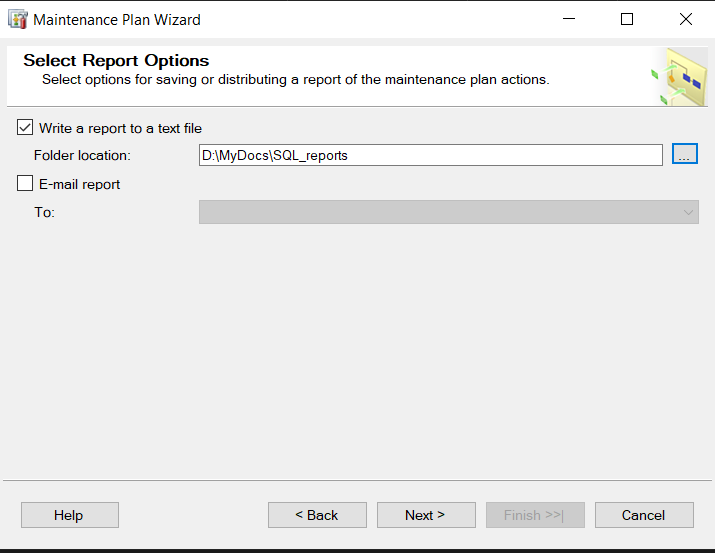 Maintenance Plan Wizard
Select Report Options
Select options for saving or distributing a report of the maintenance plan actions.
Write a report to a text file
Folder location: D:\MyDocs\SQL_reports ...
E-mail report
To:
Help < Back Next > Finish >>| Cancel